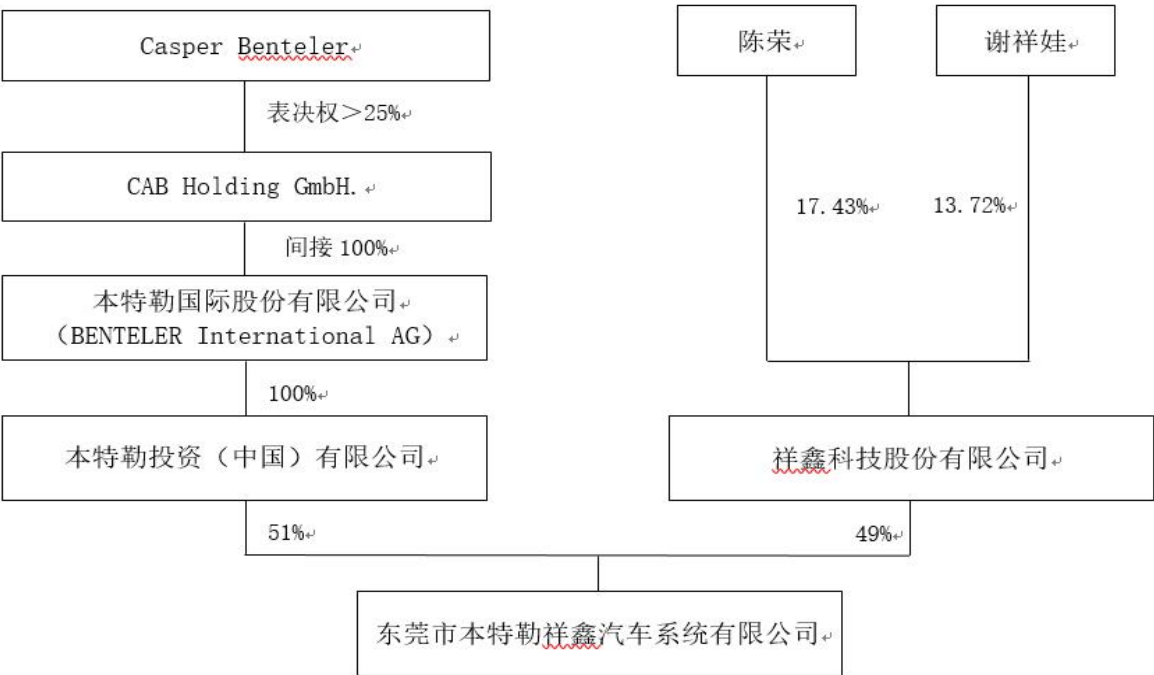 Casper Benteler
陈荣
谢祥娃
表决权＞25%
CAB Holding GmbH.
17.43%
13.72%
间接 100%
本特勒国际股份有限公司
（BENTELER International AG）
100%
本特勒投资（中国）有限公司
祥鑫科技股份有限公司
51%
49%
东莞市本特勒祥鑫汽车系统有限公司